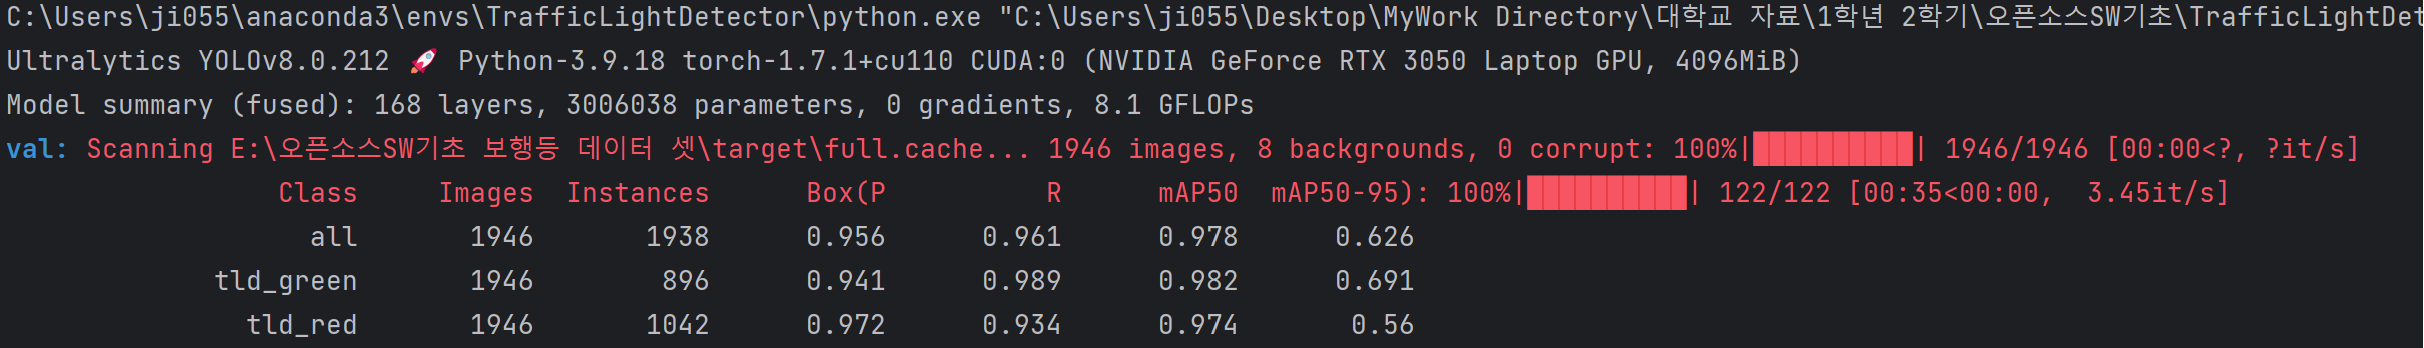 C:\Users\ji055\anaconda3\envs\TrafficLightDetector\python.exe "C:\Users\ji055\Desktop\MyWork Directory\대학교 자료\1학년 2학기\오픈소스SW기초\TrafficLightDet
Ultralytics YOLOv8.0.212 🚀 Python-3.9.18 torch-1.7.1+cu110 CUDA:0 (NVIDIA GeForce RTX 3050 Laptop GPU, 4096MiB)
Model summary (fused): 168 layers, 3006038 parameters, 0 gradients, 8.1 GFLOPs
val: Scanning E:\오픈소스SW기초 보행등 데이터 셋\target\full.cache... 1946 images, 8 backgrounds, 0 corrupt: 100%|██████████| 1946/1946 [00:00<?, ?it/s]
Class Images Instances Box(P R mAP50 mAP50-95): 100%|██████████| 122/122 [00:35<00:00, 3.45it/s]
all 1946 1938 0.956 0.961 0.978 0.626
tld_green 1946 896 0.941 0.989 0.982 0.691
tld_red 1946 1042 0.972 0.934 0.974 0.56